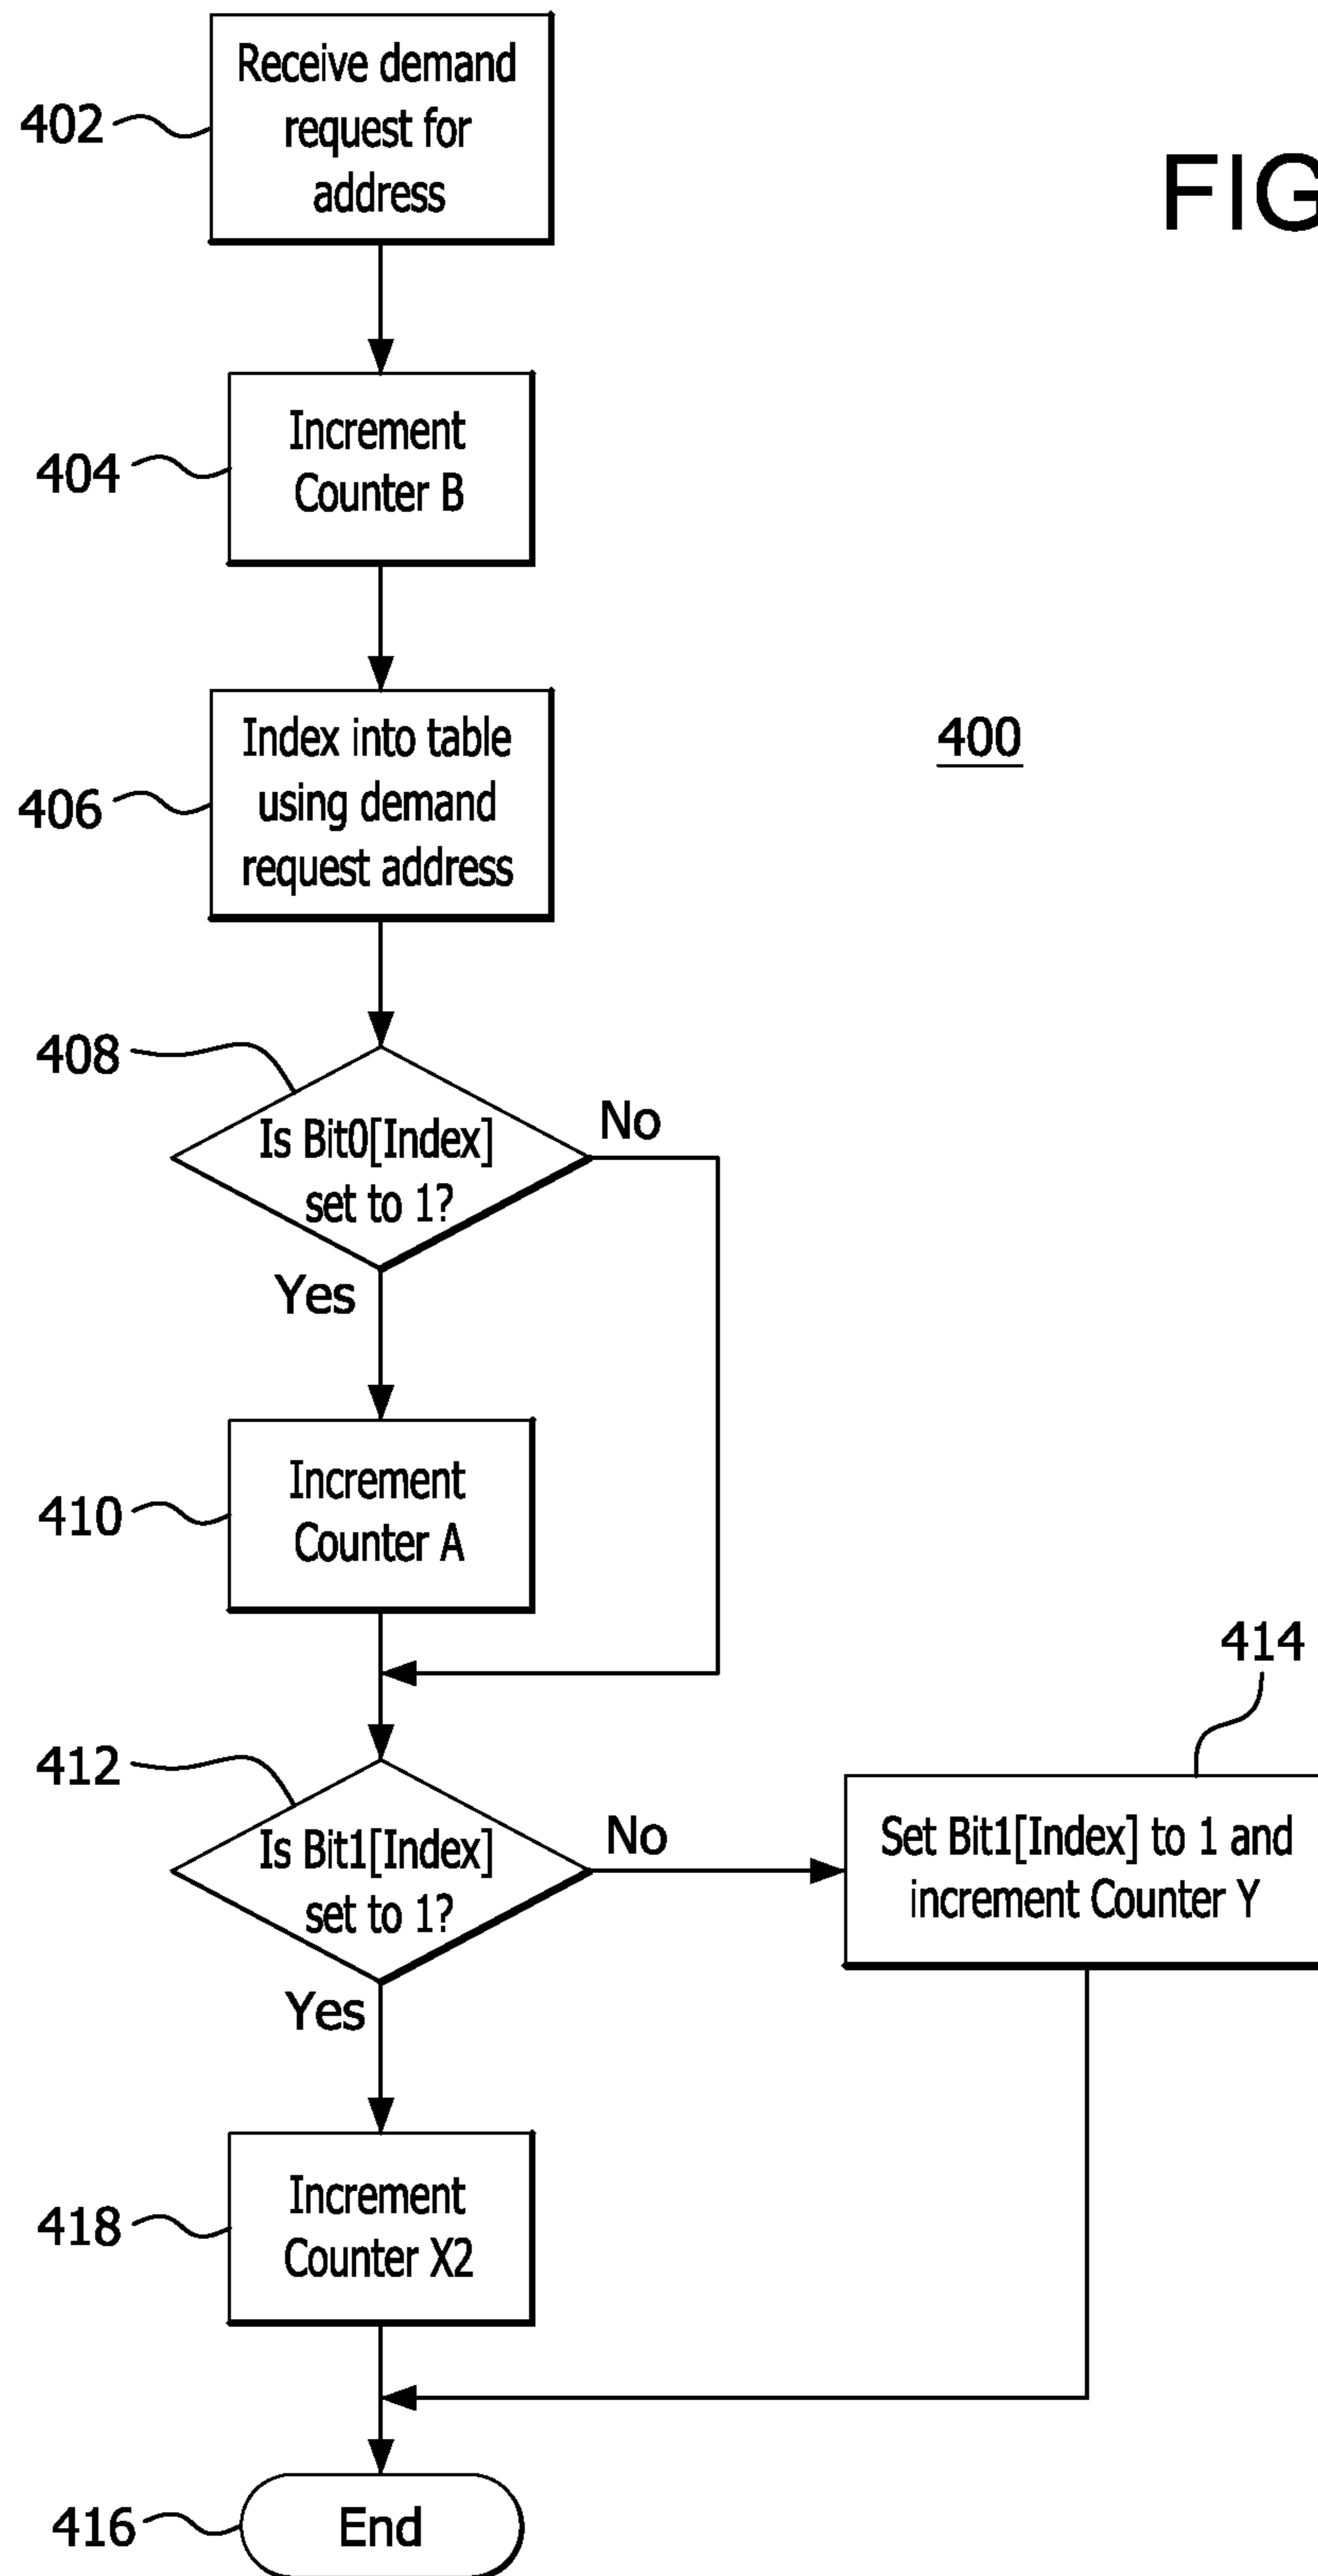 402
Receive demand
request for
address
FIG
404
Increment
Counter B
406
Index into table
using demand
request address
400
408
Is Bit0[Index]
set to 1?
No
Yes
410
Increment
Counter A
412
Is Bit1[Index]
set to 1?
No
414
Set Bit1[Index] to 1 and
increment Counter Y
Yes
418
Increment
Counter X2
416
End